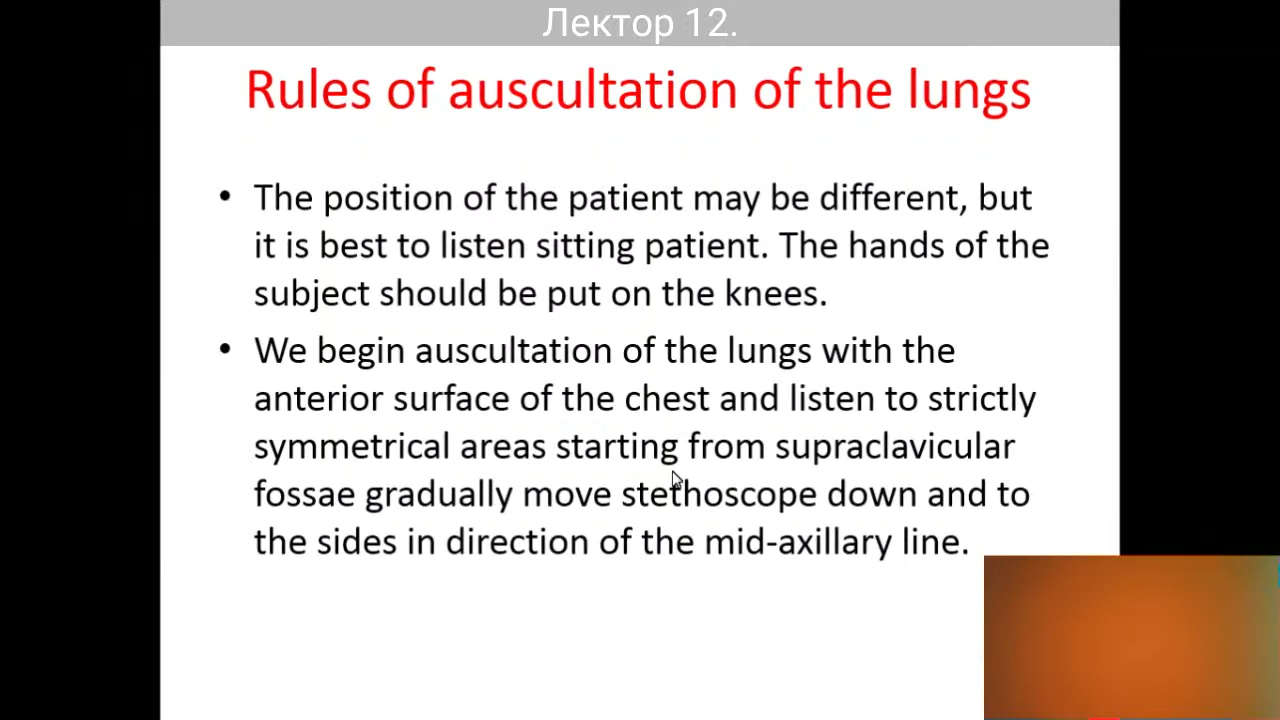 Лектор 12.
Rules of auscultation of the lungs
• The position of the patient may be different, but
it is best to listen sitting patient. The hands of the
subject should be put on the knees.
• We begin auscultation of the lungs with the
anterior surface of the chest and listen to strictly
symmetrical areas starting from supraclavicular
fossae gradually move stethoscope down and to
the sides in direction of the mid-axillary line.